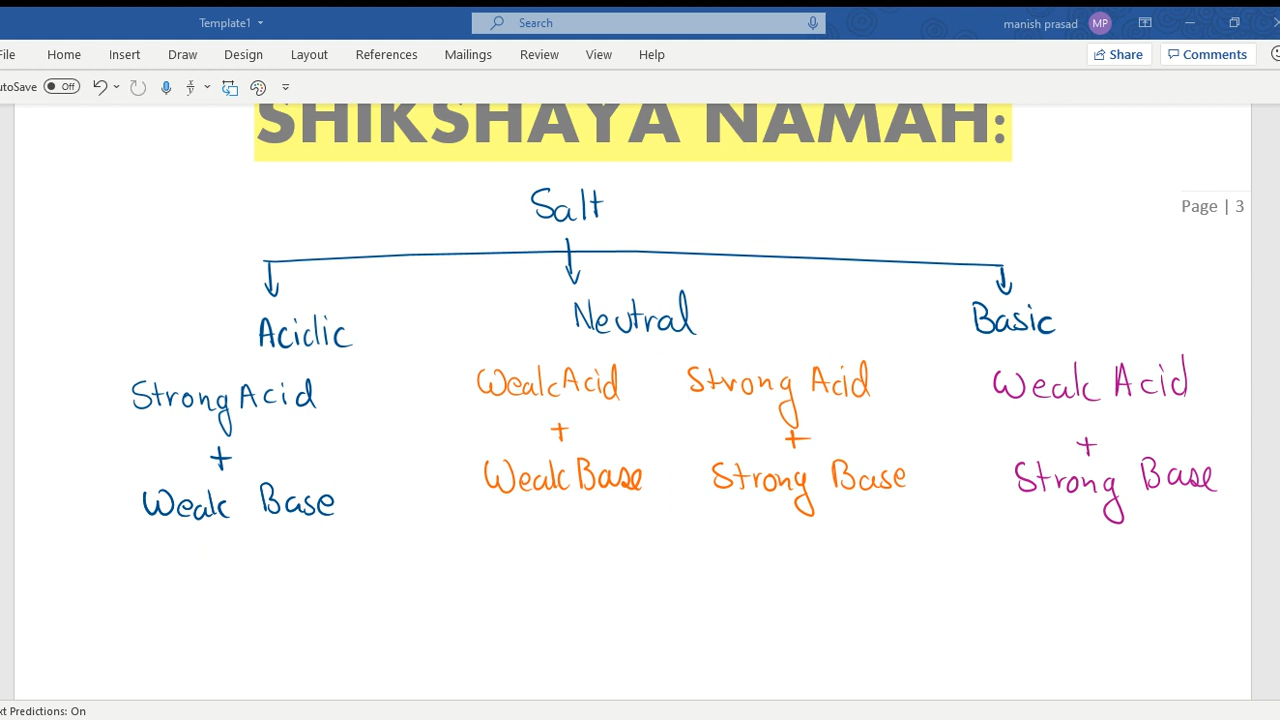 Template1
Search
manish prasad
MP
File
Home
Insert
Draw
Design
Layout
References
Mailings
Review
View
Help
Share
Comments
AutoSave
Off
SHIKSHAYA NAMAH:
Page | 3
Salt
Acidic
Neutral
Basic
Strong Acid
+
Weak Base
Weak Acid
+
Weak Base
Strong Acid
+
Strong Base
Weak Acid
+
Strong Base
Predictions: On